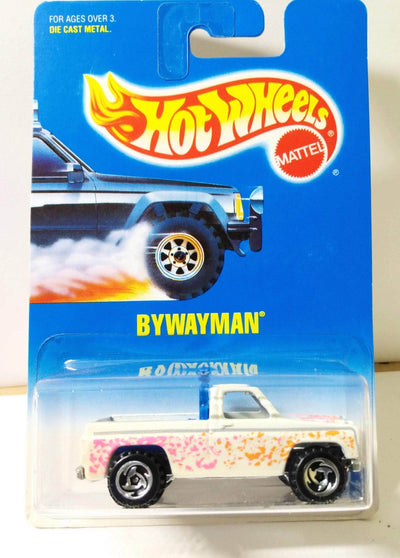 FOR AGES OVER 3.
DIE CAST METAL.
Hot Wheels
MATTEL
®
®
BYWAYMAN®